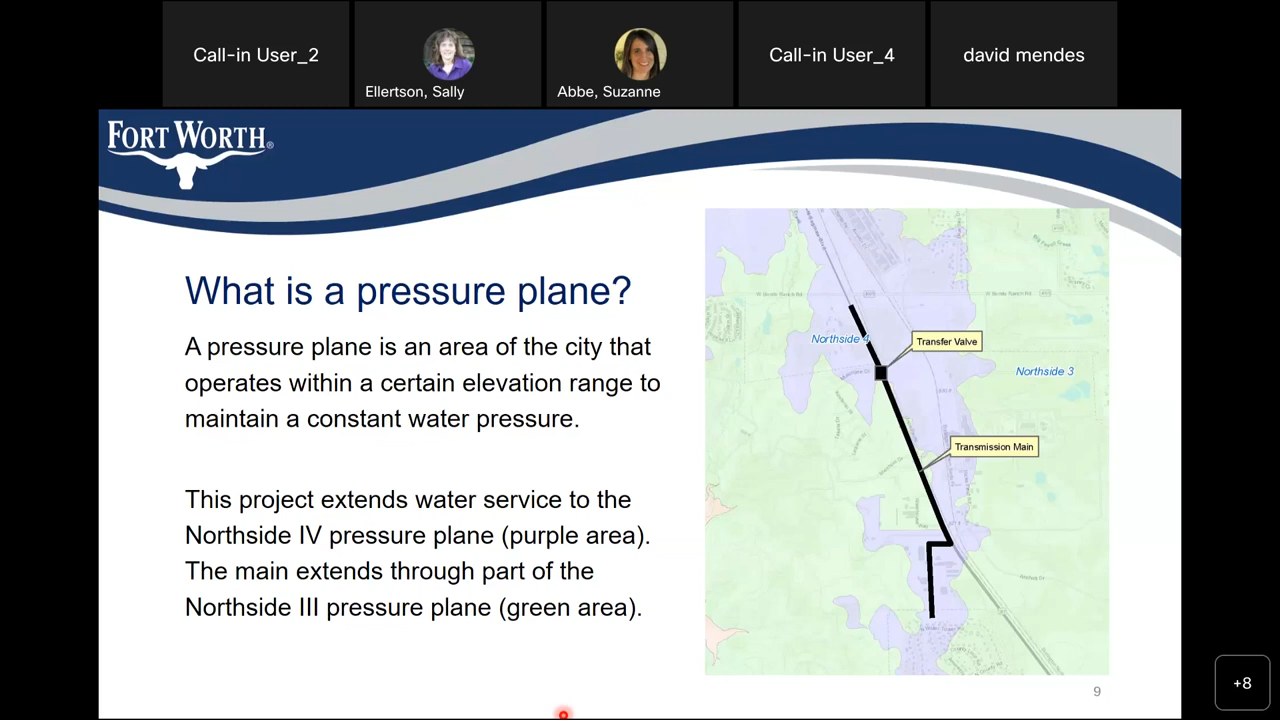 Call-in User_2
Ellertson, Sally
Abbe, Suzanne
Call-in User_4
david mendes
FORT WORTH®
What is a pressure plane?
A pressure plane is an area of the city that
operates within a certain elevation range to
maintain a constant water pressure.
This project extends water service to the
Northside IV pressure plane (purple area).
The main extends through part of the
Northside III pressure plane (green area).
Northside 4
Transfer Valve
Northside 3
Transmission Main
9
+8